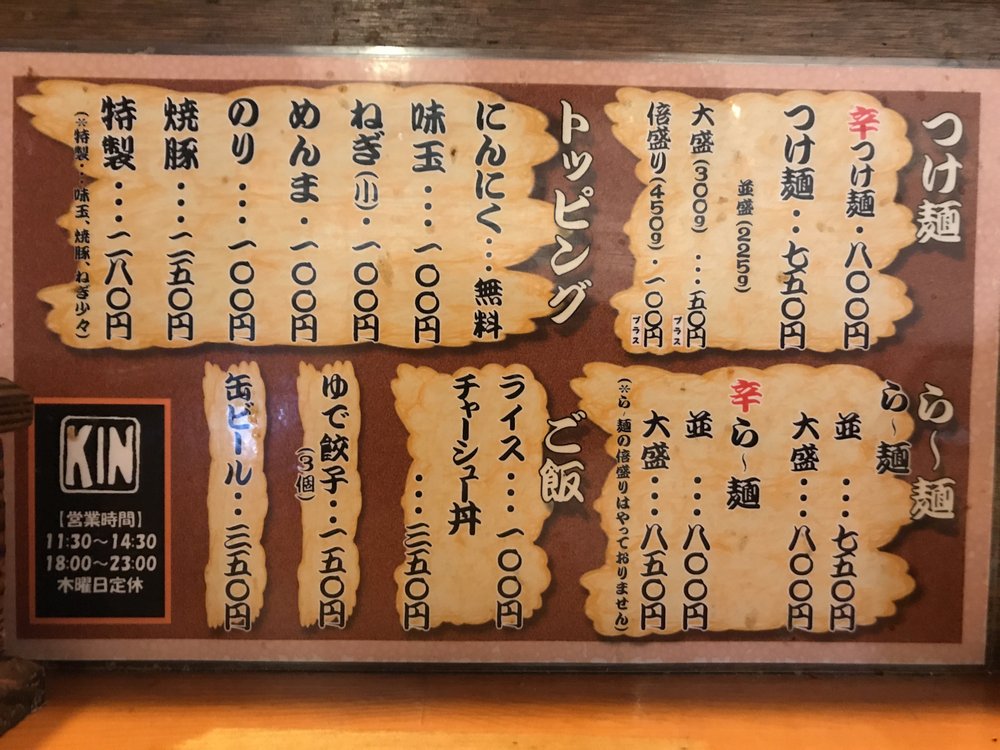 つけ麺
辛つけ麺・八〇〇円
つけ麺・・七五〇円
並盛(225g)
大盛(300g)・・・五〇円
プラス
倍盛り(450g)・一〇〇円
プラス
トッピング
にんにく・・・無料
味玉・・・一〇〇円
ねぎ(小)・一〇〇円
めんま・一〇〇円
のり・・・一〇〇円
焼豚・・・二五〇円
特製・・・二八〇円
(※特製・・・味玉、焼豚、ねぎ少々)
ら〜麺
ら〜麺
並・・・・七五〇円
大盛・・・・八〇〇円
辛ら〜麺
並・・・・八〇〇円
大盛・・・・八五〇円
(※ら〜麺の倍盛りはやっておりません)
ご飯
ライス・・・・一〇〇円
チャーシュー丼
・・・・三五〇円
ゆで餃子・・一五〇円
(3個)
缶ビール・・・三五〇円
KIN
【営業時間】
11:30〜14:30
18:00〜23:00
木曜日定休